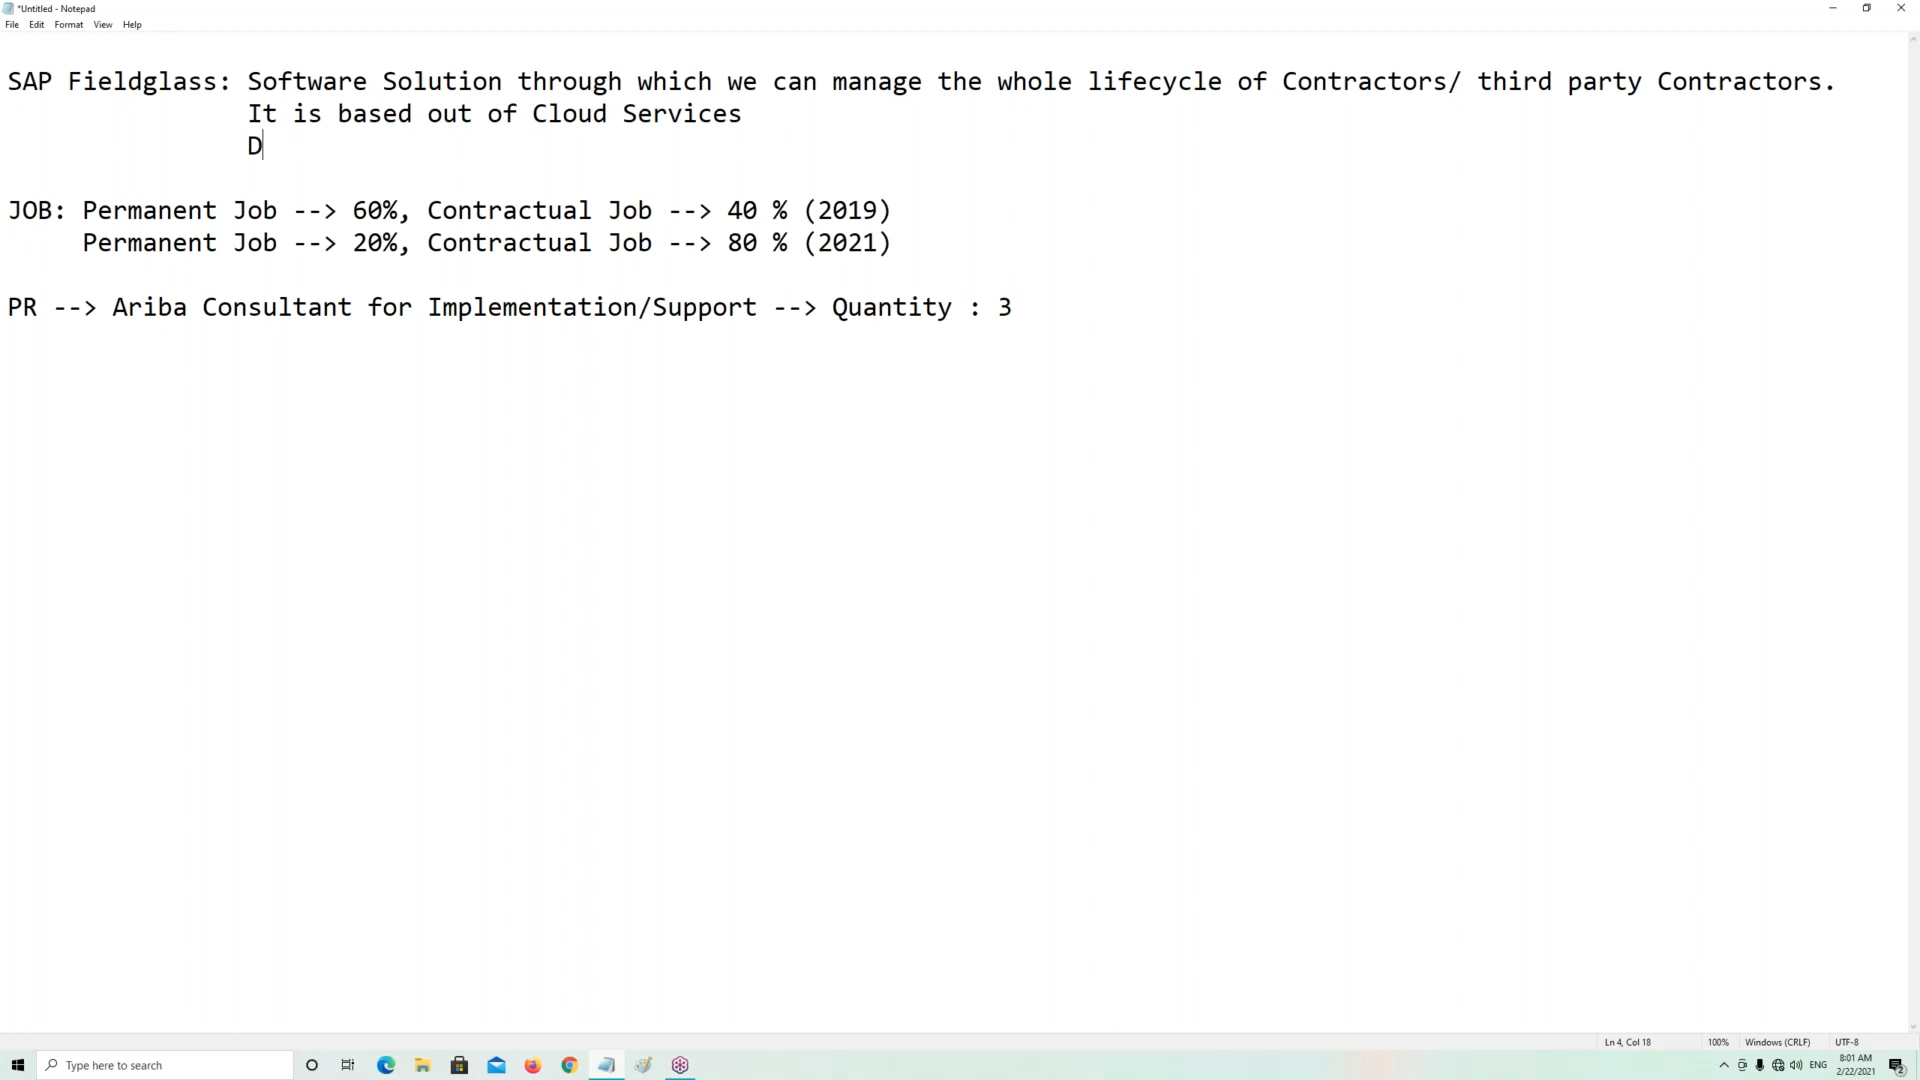 *Untitled - Notepad
File Edit Format View Help
SAP Fieldglass: Software Solution through which we can manage the whole lifecycle of Contractors/ third party Contractors.
It is based out of Cloud Services
D
JOB: Permanent Job --> 60%, Contractual Job --> 40 % (2019)
Permanent Job --> 20%, Contractual Job --> 80 % (2021)
PR --> Ariba Consultant for Implementation/Support --> Quantity : 3
Ln 4, Col 18 100% Windows (CRLF) UTF-8
Type here to search
ENG
8:01 AM
2/22/2021
2